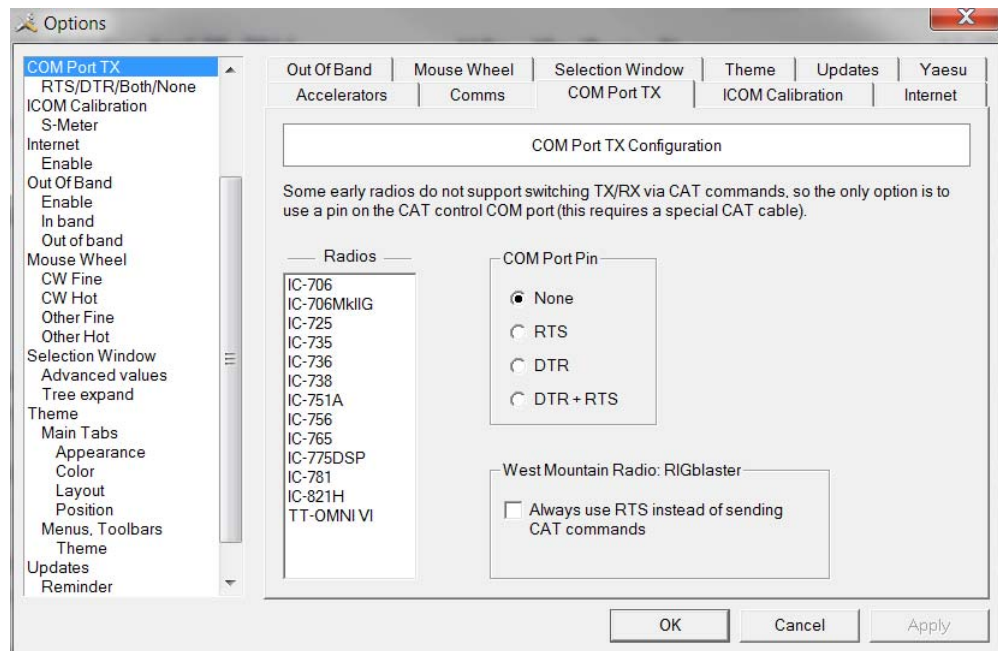 Options
X
COM Port TX
RTS/DTR/Both/None
ICOM Calibration
S-Meter
Internet
Enable
Out Of Band
Enable
In band
Out of band
Mouse Wheel
CW Fine
CW Hot
Other Fine
Other Hot
Selection Window
Advanced values
Tree expand
Theme
Main Tabs
Appearance
Color
Layout
Position
Menus, Toolbars
Theme
Updates
Reminder
Out Of Band Mouse Wheel Selection Window Theme Updates Yaesu
Accelerators Comms COM Port TX ICOM Calibration Internet
COM Port TX Configuration
Some early radios do not support switching TX/RX via CAT commands, so the only option is to
use a pin on the CAT control COM port (this requires a special CAT cable).
Radios
IC-706
IC-706MkIIG
IC-725
IC-735
IC-736
IC-738
IC-751A
IC-756
IC-765
IC-775DSP
IC-781
IC-821H
TT-OMNI VI
COM Port Pin
None
RTS
DTR
DTR + RTS
West Mountain Radio: RIGblaster
Always use RTS instead of sending
CAT commands
OK Cancel Apply